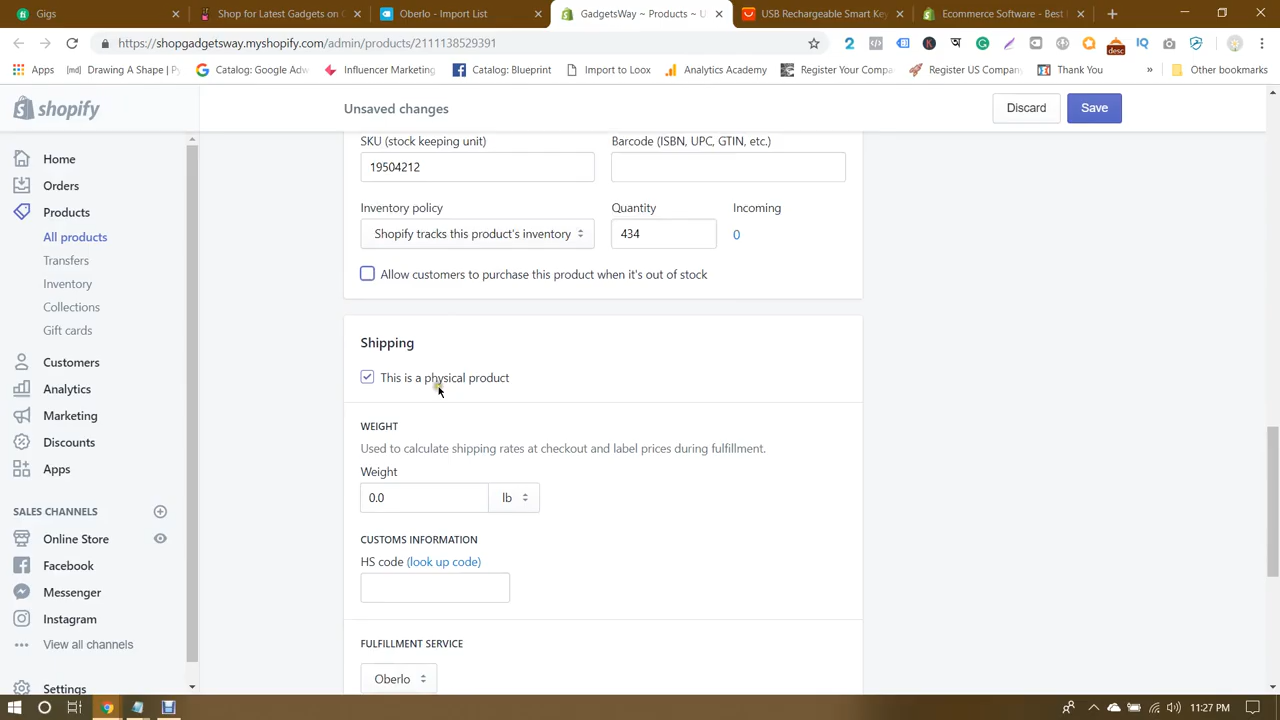 Gigs
Shop for Latest Gadgets on
Oberlo - Import List
GadgetsWay ~ Products ~ U
USB Rechargeable Smart Key
Ecommerce Software - Best
https://shopgadgetsway.myshopify.com/admin/products/2111138529391
Apps
Drawing A Shape | Py
Catalog: Google Adw
Influencer Marketing
Catalog: Blueprint
Import to Loox
Analytics Academy
Register Your Comp
Register US Company
Thank You
»
Other bookmarks
shopify
Unsaved changes
Discard
Save
Home
Orders
Products
All products
Transfers
Inventory
Collections
Gift cards
Customers
Analytics
Marketing
Discounts
Apps
SALES CHANNELS
Online Store
Facebook
Messenger
Instagram
View all channels
Settings
SKU (stock keeping unit)
Barcode (ISBN, UPC, GTIN, etc.)
19504212
Inventory policy
Quantity
Incoming
Shopify tracks this product's inventory
434
0
Allow customers to purchase this product when it's out of stock
Shipping
This is a physical product
WEIGHT
Used to calculate shipping rates at checkout and label prices during fulfillment.
Weight
0.0
lb
CUSTOMS INFORMATION
HS code (look up code)
FULFILLMENT SERVICE
Oberlo
11:27 PM